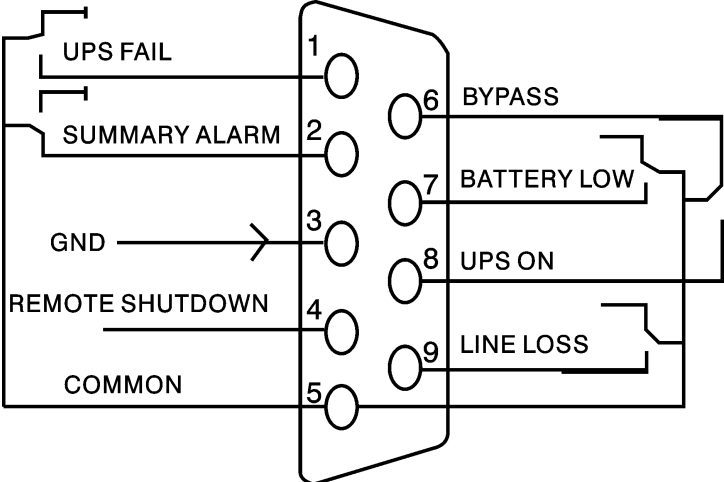 1
UPS FAIL
6
BYPASS
2
SUMMARY ALARM
7
BATTERY LOW
3
GND
8
UPS ON
4
REMOTE SHUTDOWN
9
LINE LOSS
5
COMMON